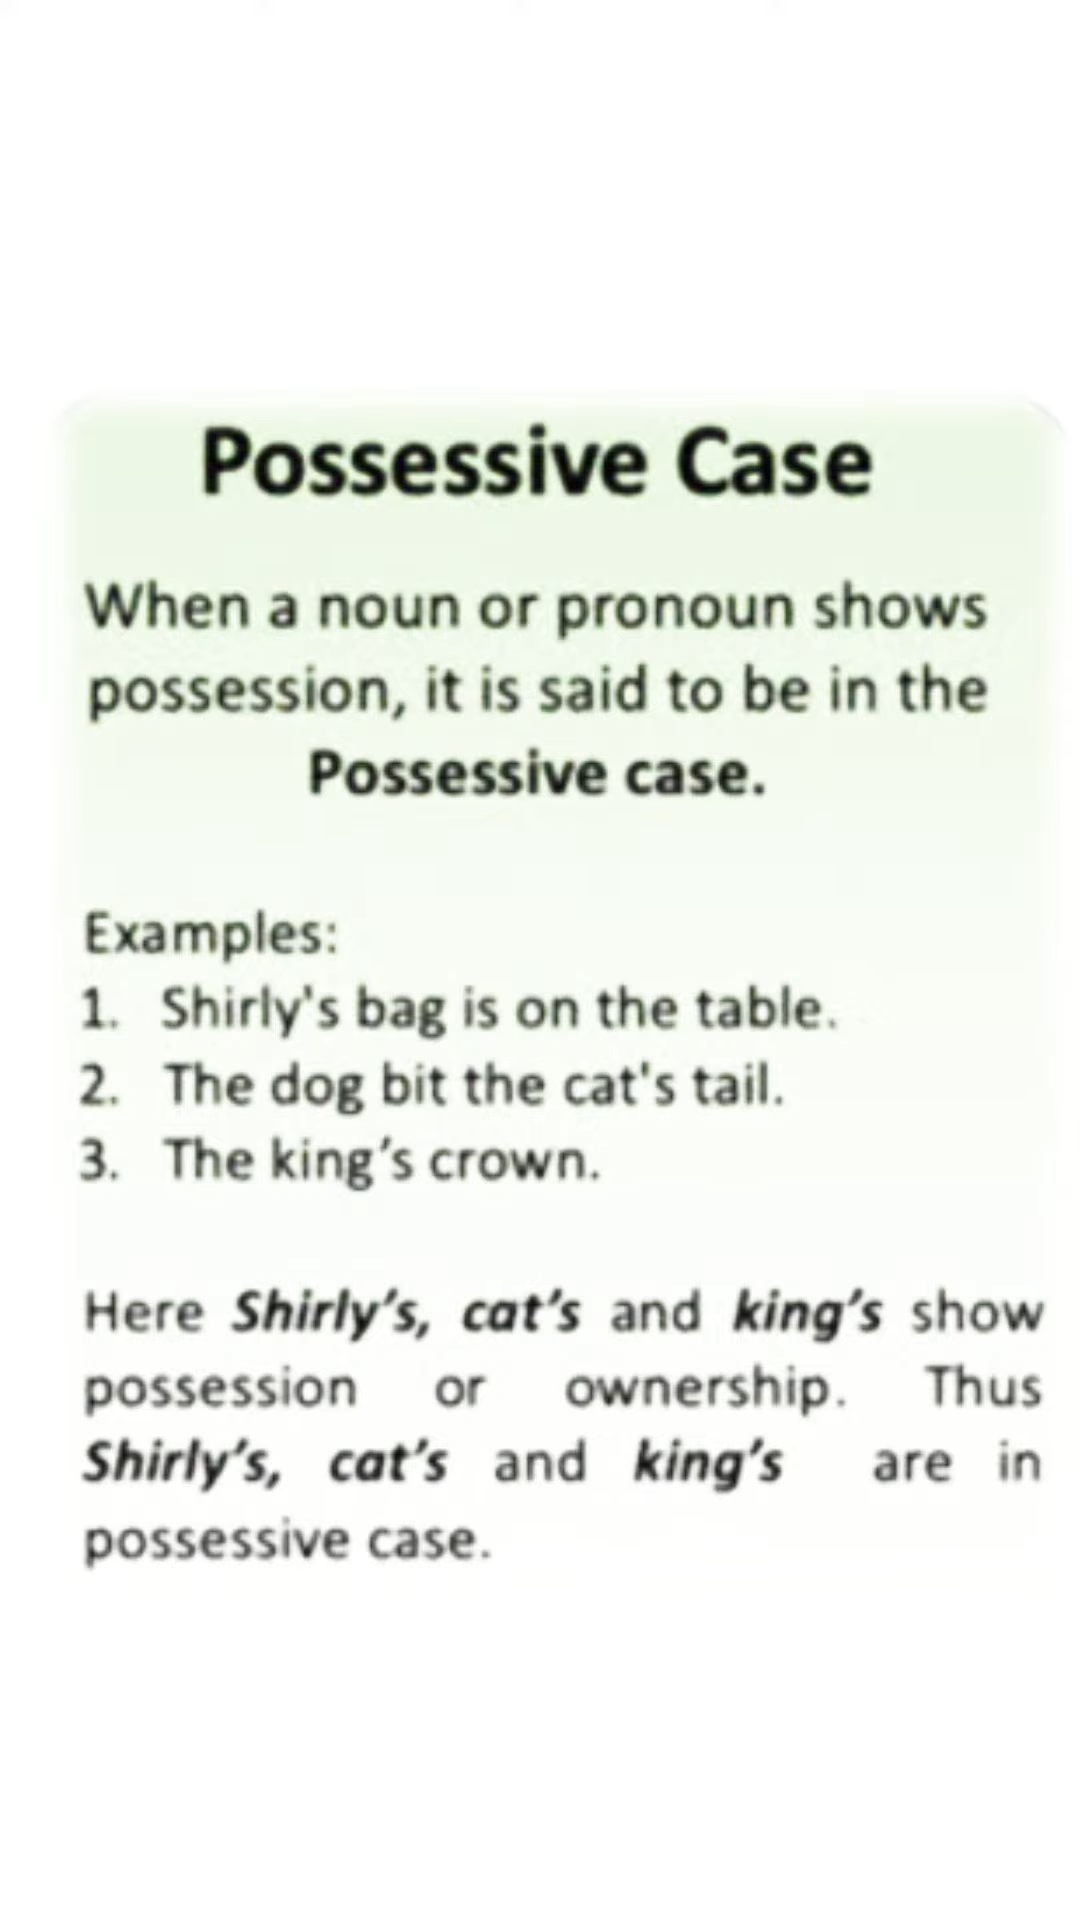 Possessive Case
When a noun or pronoun shows
possession, it is said to be in the
Possessive case.
Examples:
1. Shirly's bag is on the table.
2. The dog bit the cat's tail.
3. The king’s crown.
Here Shirly’s, cat’s and king’s show
possession or ownership. Thus
Shirly’s, cat’s and king’s are in
possessive case.